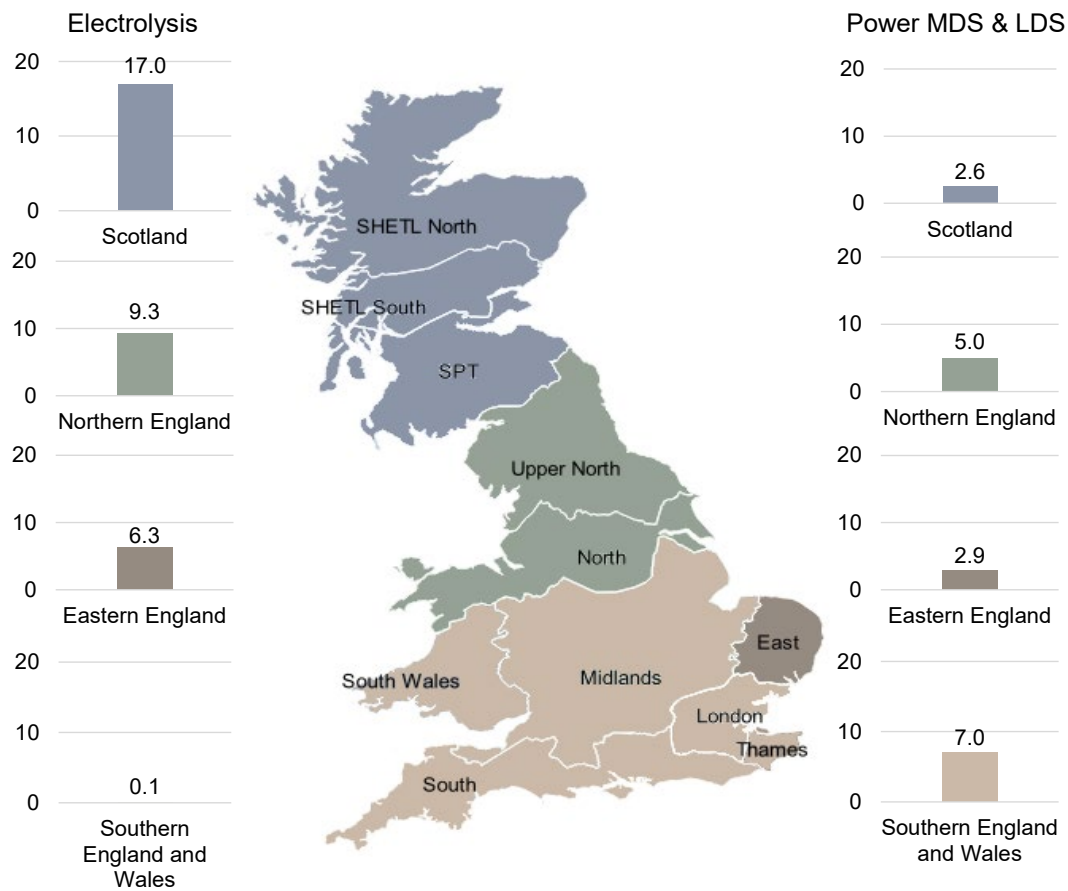 Electrolysis
20
17.0
10
0
Scotland
20
9.3
10
0
Northern England
20
6.3
10
0
Eastern England
20
10
0.1
0
Southern
England and
Wales
SHETL North
SHETL South
SPT
Upper North
North
East
South Wales
Midlands
London
Thames
South
Power MDS & LDS
20
10
2.6
0
Scotland
20
10
5.0
0
Northern England
20
10
2.9
0
Eastern England
20
10
7.0
0
Southern England
and Wales